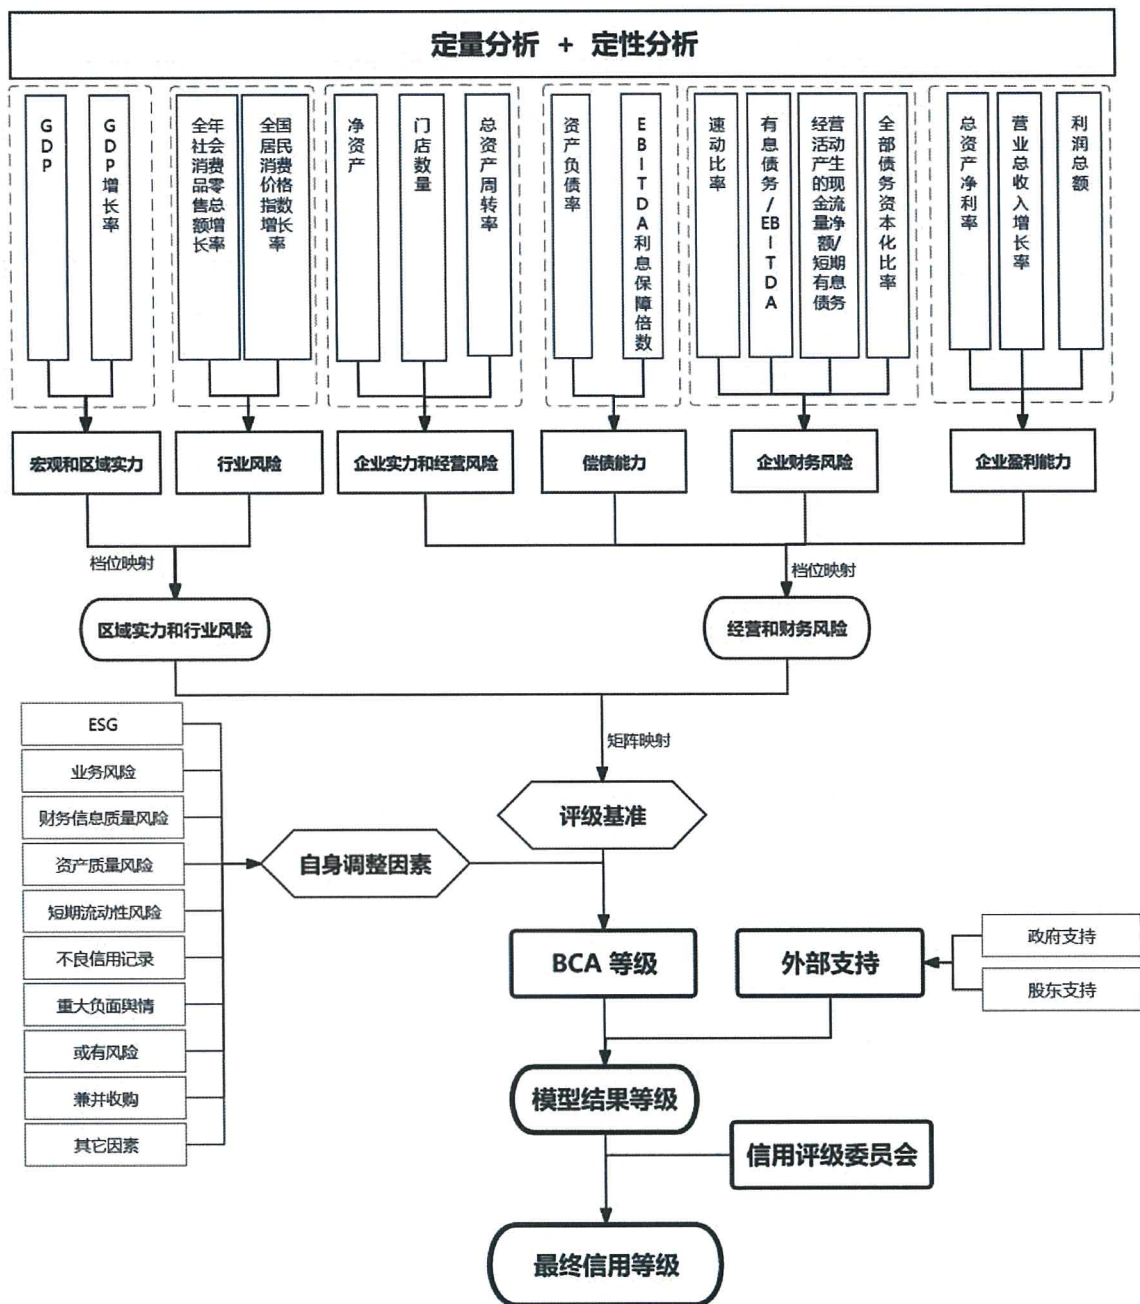 定量分析 + 定性分析
GDP
GDP增长率
全年社会消费品零售总额增长率
全国居民消费价格指数增长率
净资产
门店数量
总资产周转率
资产负债率
EBITDA利息保障倍数
速动比率
有息债务/EBITDA
经营活动产生的现金流量净额/短期有息债务
全部债务资本化比率
总资产净利率
营业总收入增长率
利润总额
宏观和区域实力
行业风险
企业实力和经营风险
偿债能力
企业财务风险
企业盈利能力
档位映射
档位映射
区域实力和行业风险
经营和财务风险
矩阵映射
ESG
业务风险
财务信息质量风险
资产质量风险
短期流动性风险
不良信用记录
重大负面舆情
或有风险
兼并收购
其它因素
自身调整因素
评级基准
BCA 等级
外部支持
政府支持
股东支持
模型结果等级
信用评级委员会
最终信用等级